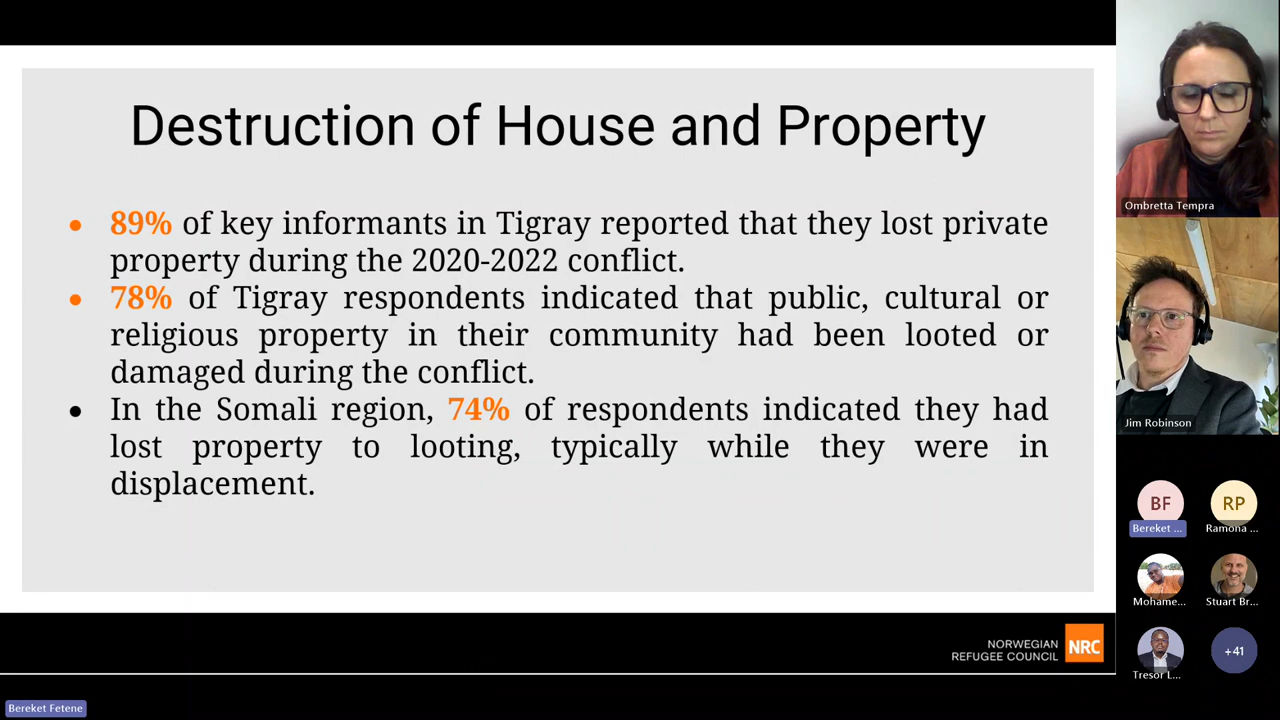 Destruction of House and Property
89% of key informants in Tigray reported that they lost private
property during the 2020-2022 conflict.
78% of Tigray respondents indicated that public, cultural or
religious property in their community had been looted or
damaged during the conflict.
In the Somali region, 74% of respondents indicated they had
lost property to looting, typically while they were in
displacement.
NORWEGIAN
REFUGEE COUNCIL
NRC
Bereket Fetene
Ombretta Tempra
Jim Robinson
BF
RP
Bereket ...
Ramona ...
Mohame...
Stuart Br...
Tresor L...
+41